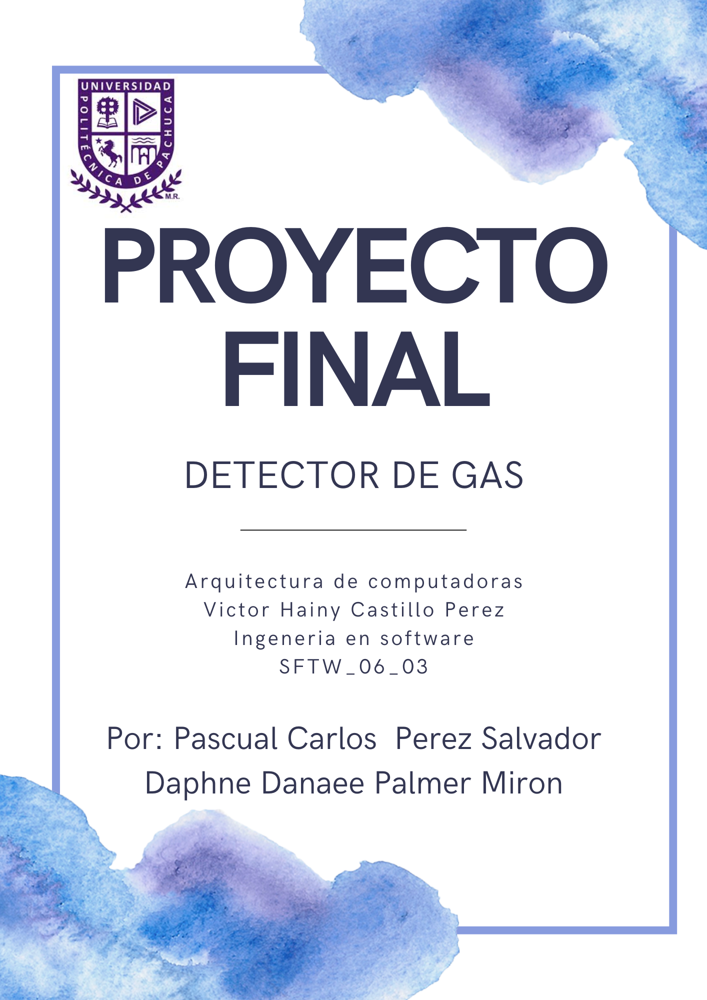 UNIVERSIDAD
POLITÉCNICA DE PACHUCA
M.R.
PROYECTO
FINAL
DETECTOR DE GAS
Arquitectura de computadoras
Victor Hainy Castillo Perez
Ingeneria en software
SFTW_06_03
Por: Pascual Carlos  Perez Salvador
Daphne Danaee Palmer Miron